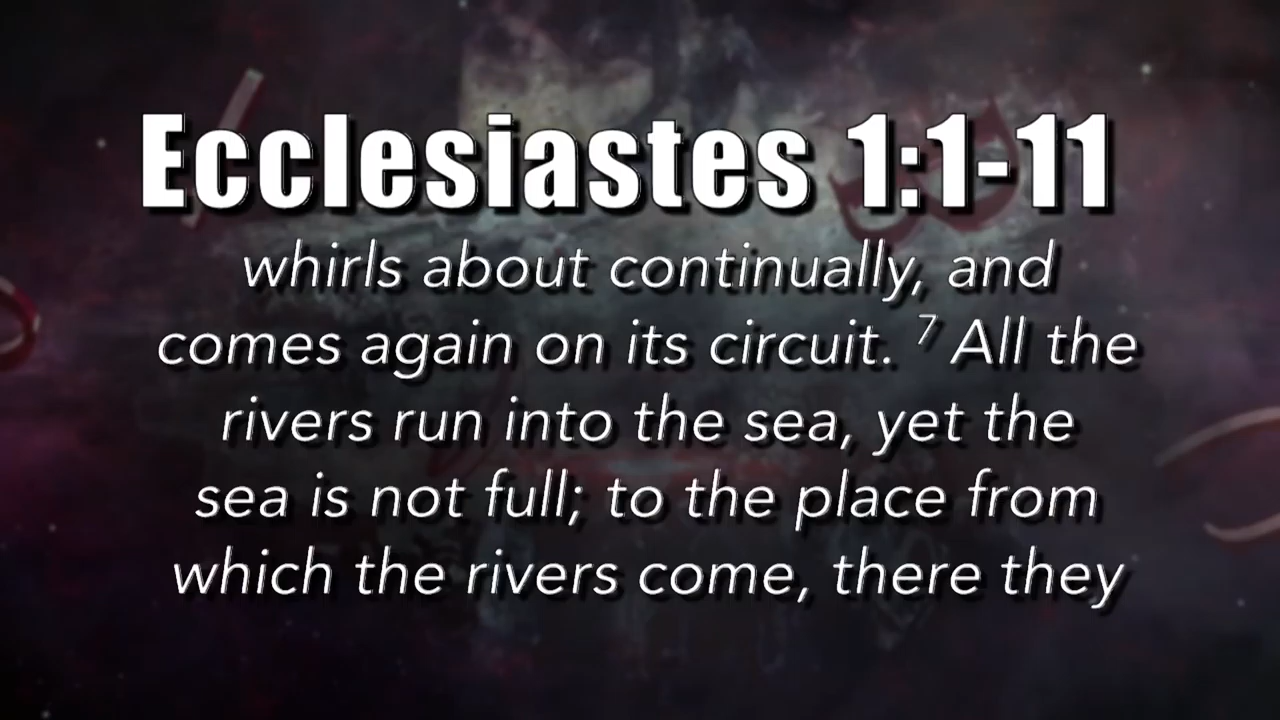 Ecclesiastes 1:1-11
whirls about continually, and
comes again on its circuit. ⁷ All the
rivers run into the sea, yet the
sea is not full; to the place from
which the rivers come, there they